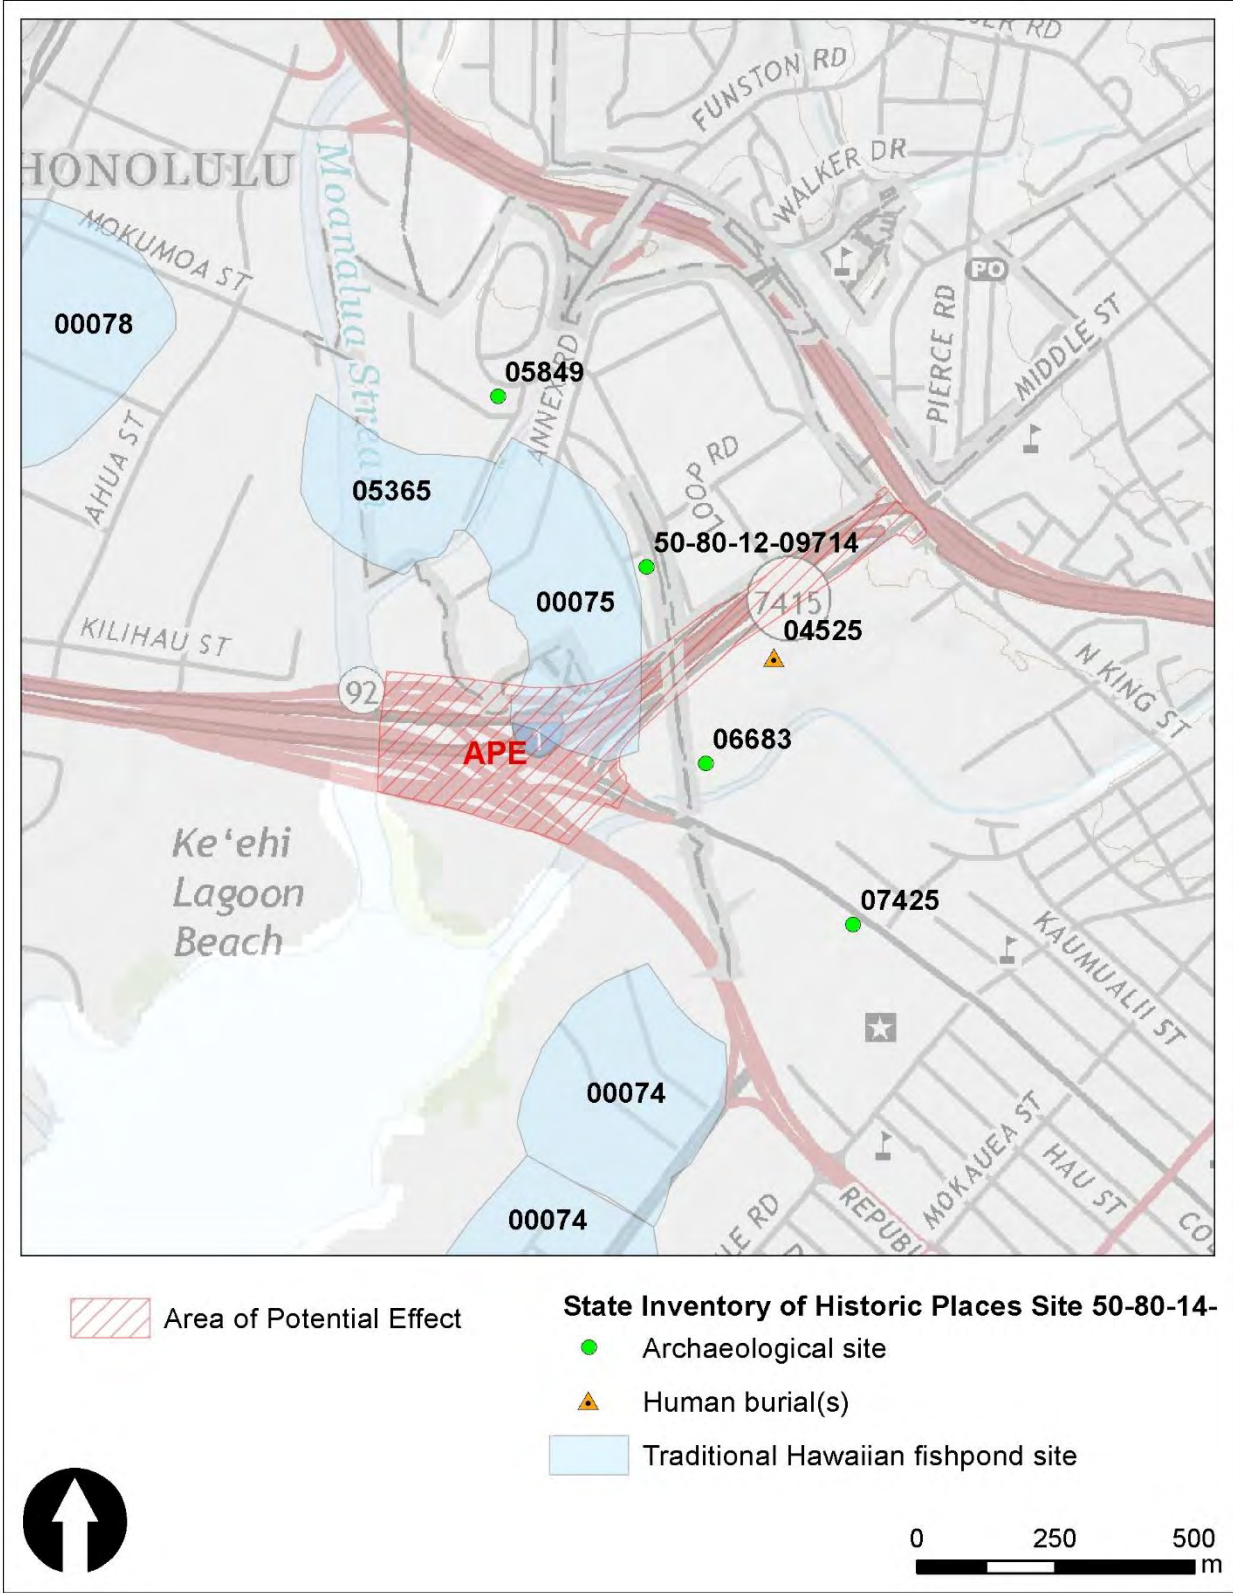 FUNSTON RD
WALKER DR
HONOLULU
MOKUMOA ST
Moanalua Stream
PO
00078
05849
ANNEX RD
PIERCE RD
MIDDLE ST
AHUA ST
05365
LOOP RD
50-80-12-09714
00075
7415
04525
KILIHAU ST
92
N KING ST
06683
APE
Ke‘ehi
Lagoon
Beach
07425
KAUMUALII ST
00074
MOKAUEA ST
HAU ST
00074
Area of Potential Effect
State Inventory of Historic Places Site 50-80-14-
Archaeological site
Human burial(s)
Traditional Hawaiian fishpond site
0 250 500
m